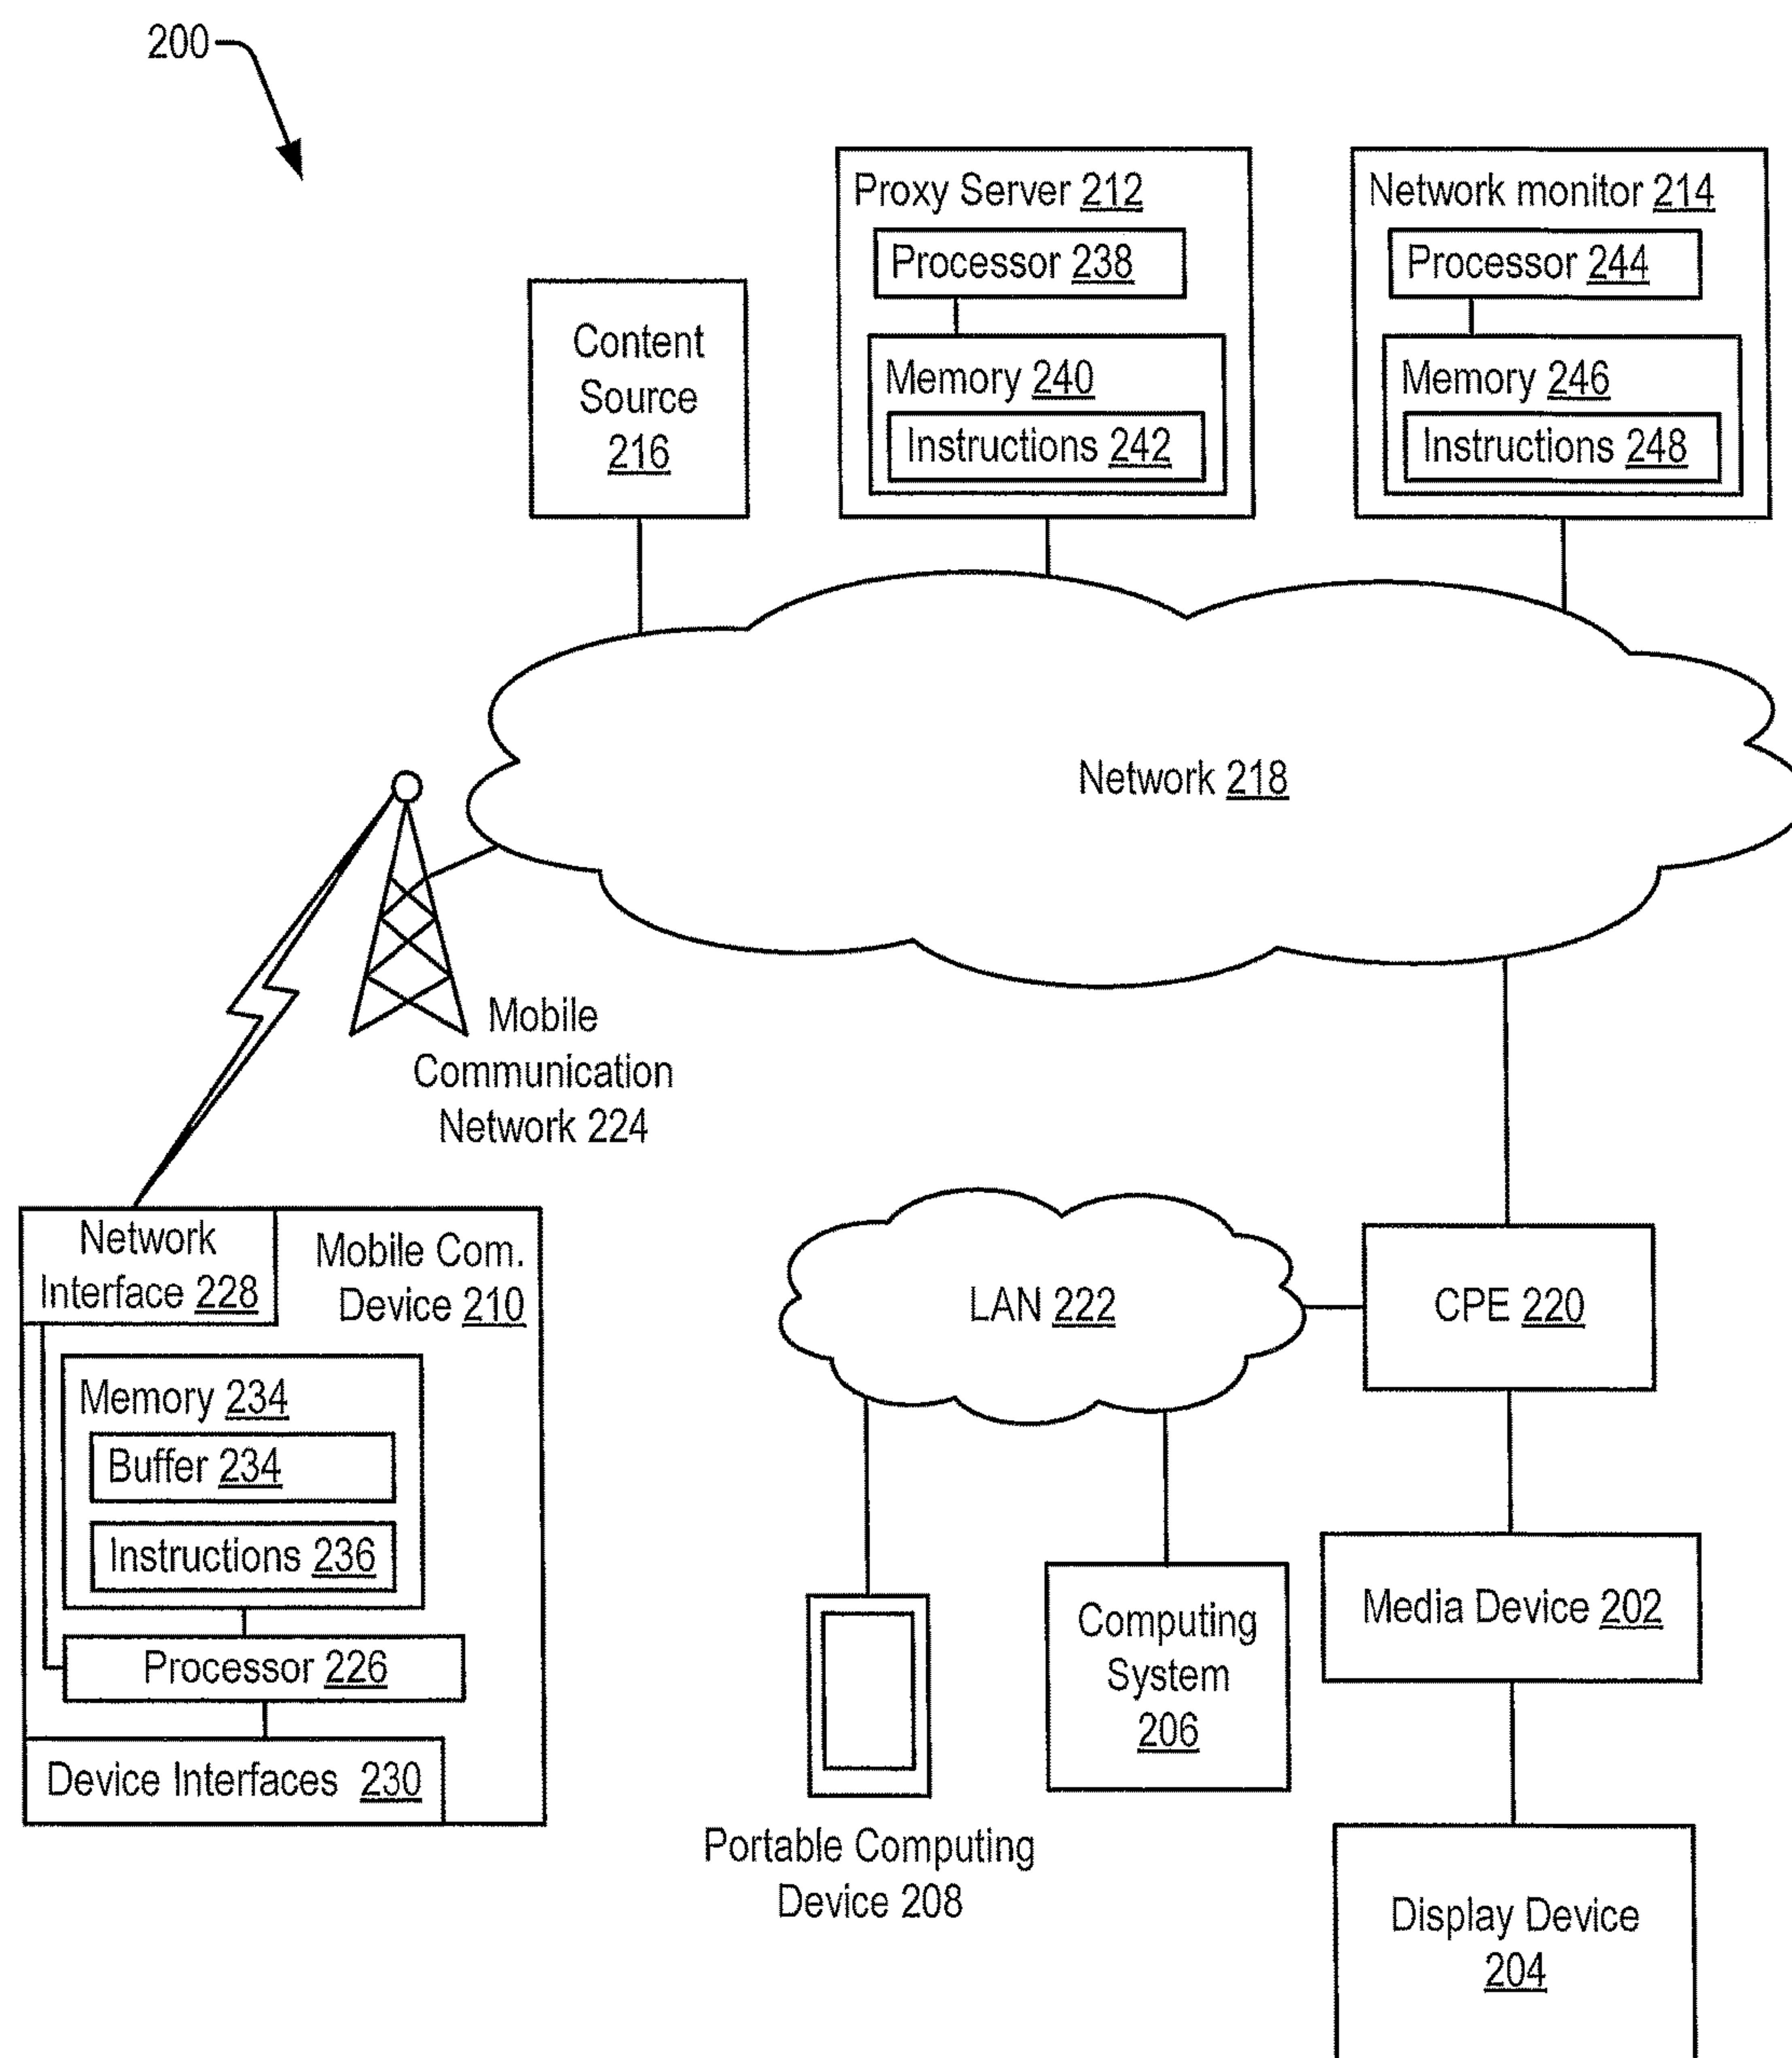 200
Proxy Server 212
Processor 238
Memory 240
Instructions 242
Network monitor 214
Processor 244
Memory 246
Instructions 248
Content
Source
216
Network 218
Mobile
Communication
Network 224
Network
Interface 228
Mobile Com.
Device 210
Memory 234
Buffer 234
Instructions 236
Processor 226
Device Interfaces 230
LAN 222
CPE 220
Portable Computing
Device 208
Computing
System
206
Media Device 202
Display Device
204